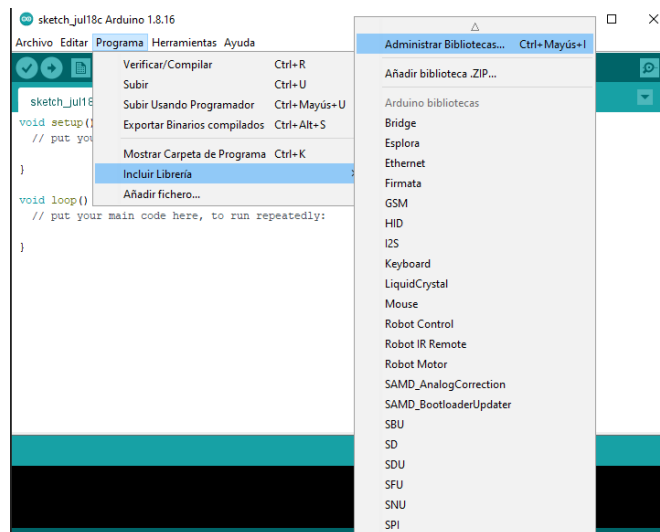 sketch_jul18c Arduino 1.8.16
Archivo Editar Programa Herramientas Ayuda
sketch_jul18
void setup()
// put you
}
void loop()
// put your main code here, to run repeatedly:
}
Verificar/Compilar Ctrl+R
Subir Ctrl+U
Subir Usando Programador Ctrl+Mayús+U
Exportar Binarios compilados Ctrl+Alt+S
Mostrar Carpeta de Programa Ctrl+K
Incluir Librería
Añadir fichero...
Administrar Bibliotecas... Ctrl+Mayús+I
Añadir biblioteca .ZIP...
Arduino bibliotecas
Bridge
Esplora
Ethernet
Firmata
GSM
HID
I2S
Keyboard
LiquidCrystal
Mouse
Robot Control
Robot IR Remote
Robot Motor
SAMD_AnalogCorrection
SAMD_BootloaderUpdater
SBU
SD
SDU
SFU
SNU
SPI